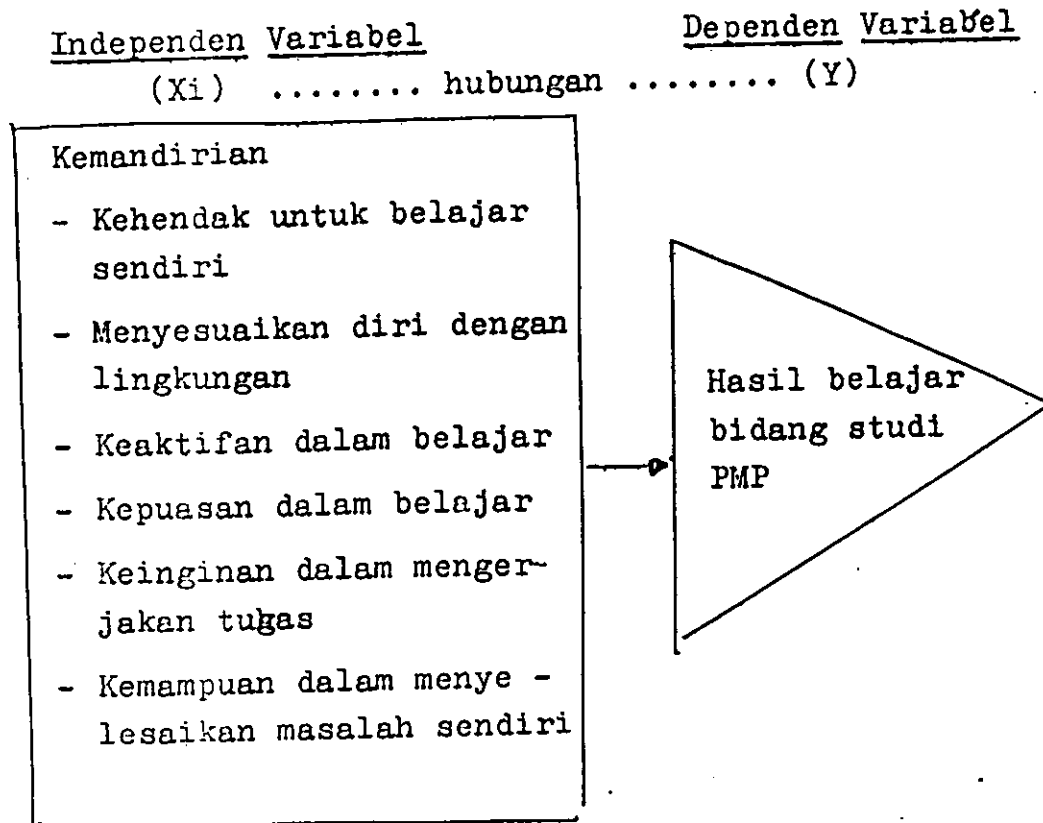 Independen Variabel Dependen Variabel
(Xi) ........ hubungan ........ (Y)
Kemandirian
- Kehendak untuk belajar
sendiri
- Menyesuaikan diri dengan
lingkungan
- Keaktifan dalam belajar
- Kepuasan dalam belajar
- Keinginan dalam menger-
jakan tugas
- Kemampuan dalam menye -
lesaikan masalah sendiri
Hasil belajar
bidang studi
PMP